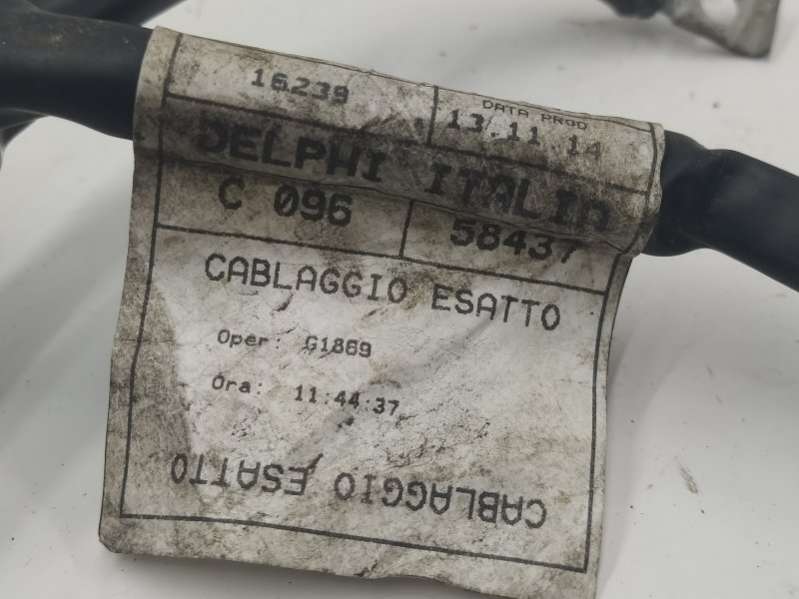 16239
DATA PROD
13.11.14
DELPHI ITALIA
C 096
58437
CABLAGGIO ESATTO
Oper: G1869
Ora: 11:44:37
CABLAGGIO ESATTO